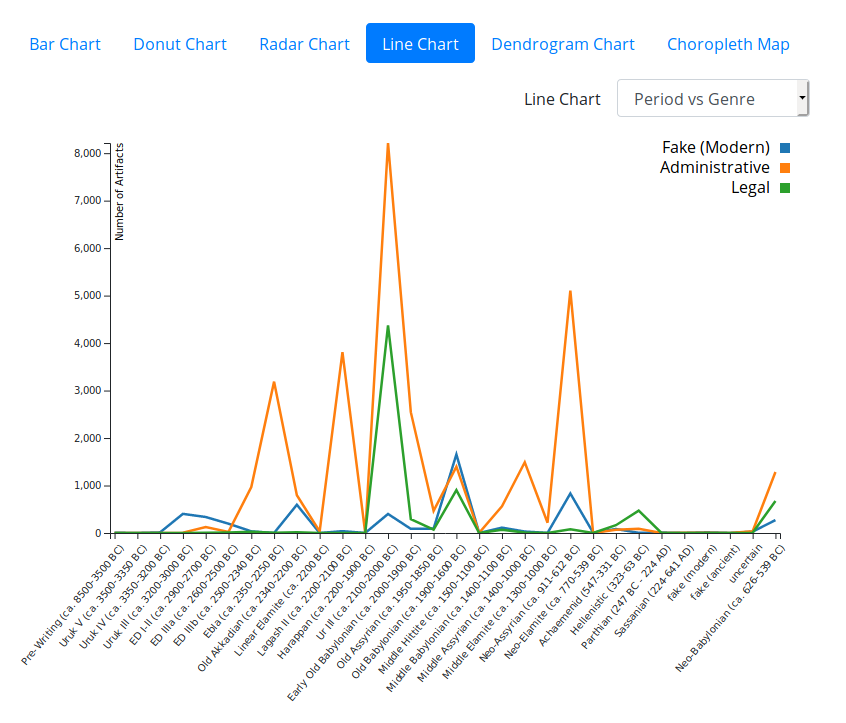 Bar Chart Donut Chart Radar Chart Line Chart Dendrogram Chart Choropleth Map
Line Chart Period vs Genre
Number of Artifacts
Fake (Modern)
Administrative
Legal
8,000
7,000
6,000
5,000
4,000
3,000
2,000
1,000
0
Pre-Writing (ca. 8500-3500 BC)
Uruk V (ca. 3500-3350 BC)
Uruk IV (ca. 3350-3200 BC)
Uruk III (ca. 3200-3000 BC)
ED I-II (ca. 2900-2700 BC)
ED IIIa (ca. 2600-2500 BC)
ED IIIb (ca. 2500-2340 BC)
Ebla (ca. 2350-2250 BC)
Old Akkadian (ca. 2340-2200 BC)
Linear Elamite (ca. 2200 BC)
Lagash II (ca. 2200-2100 BC)
Harappan (ca. 2200-1900 BC)
Ur III (ca. 2100-2000 BC)
Early Old Babylonian (ca. 2000-1900 BC)
Old Assyrian (ca. 1950-1850 BC)
Old Babylonian (ca. 1900-1600 BC)
Middle Hittite (ca. 1500-1100 BC)
Middle Babylonian (ca. 1400-1100 BC)
Middle Assyrian (ca. 1400-1000 BC)
Middle Elamite (ca. 1300-1000 BC)
Neo-Assyrian (ca. 911-612 BC)
Neo-Elamite (ca. 770-539 BC)
Achaemenid (547-331 BC)
Hellenistic (323-63 BC)
Parthian (247 BC - 224 AD)
Sassanian (224-641 AD)
fake (modern)
fake (ancient)
uncertain
Neo-Babylonian (ca. 626-539 BC)